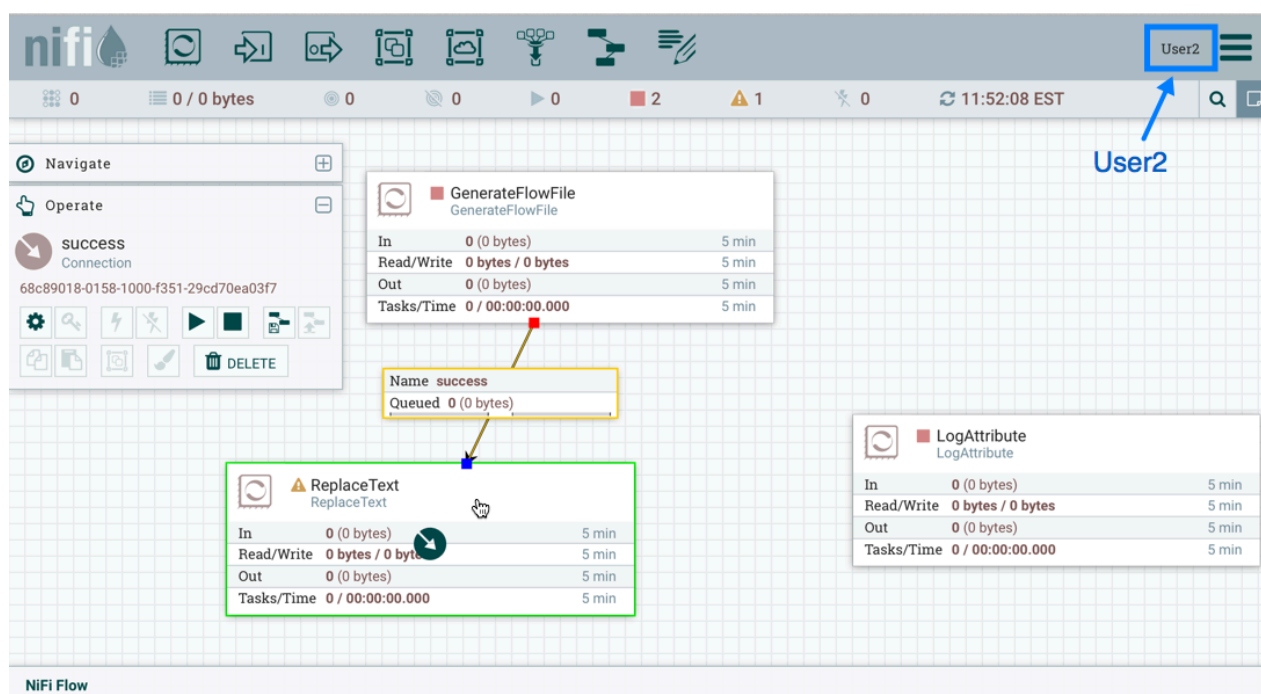 nifi
User2
0
0 / 0 bytes
0
0
0
2
1
0
11:52:08 EST
User2
Navigate
Operate
success
Connection
68c89018-0158-1000-f351-29cd70ea03f7
DELETE
GenerateFlowFile
GenerateFlowFile
In 0 (0 bytes) 5 min
Read/Write 0 bytes / 0 bytes 5 min
Out 0 (0 bytes) 5 min
Tasks/Time 0 / 00:00:00.000 5 min
Name success
Queued 0 (0 bytes)
ReplaceText
ReplaceText
In 0 (0 bytes) 5 min
Read/Write 0 bytes / 0 byte 5 min
Out 0 (0 bytes) 5 min
Tasks/Time 0 / 00:00:00.000 5 min
LogAttribute
LogAttribute
In 0 (0 bytes) 5 min
Read/Write 0 bytes / 0 bytes 5 min
Out 0 (0 bytes) 5 min
Tasks/Time 0 / 00:00:00.000 5 min
NiFi Flow